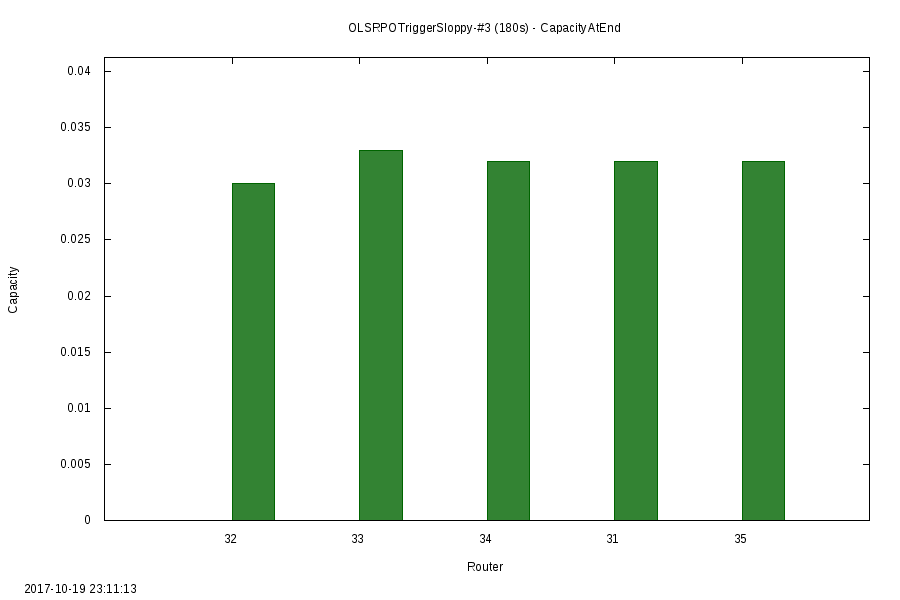 OLSRPOTriggerSloppy-#3 (180s) - CapacityAtEnd
0.04
0.035
0.03
0.025
0.02
0.015
0.01
0.005
0
Capacity
32 33 34 31 35
Router
2017-10-19 23:11:13